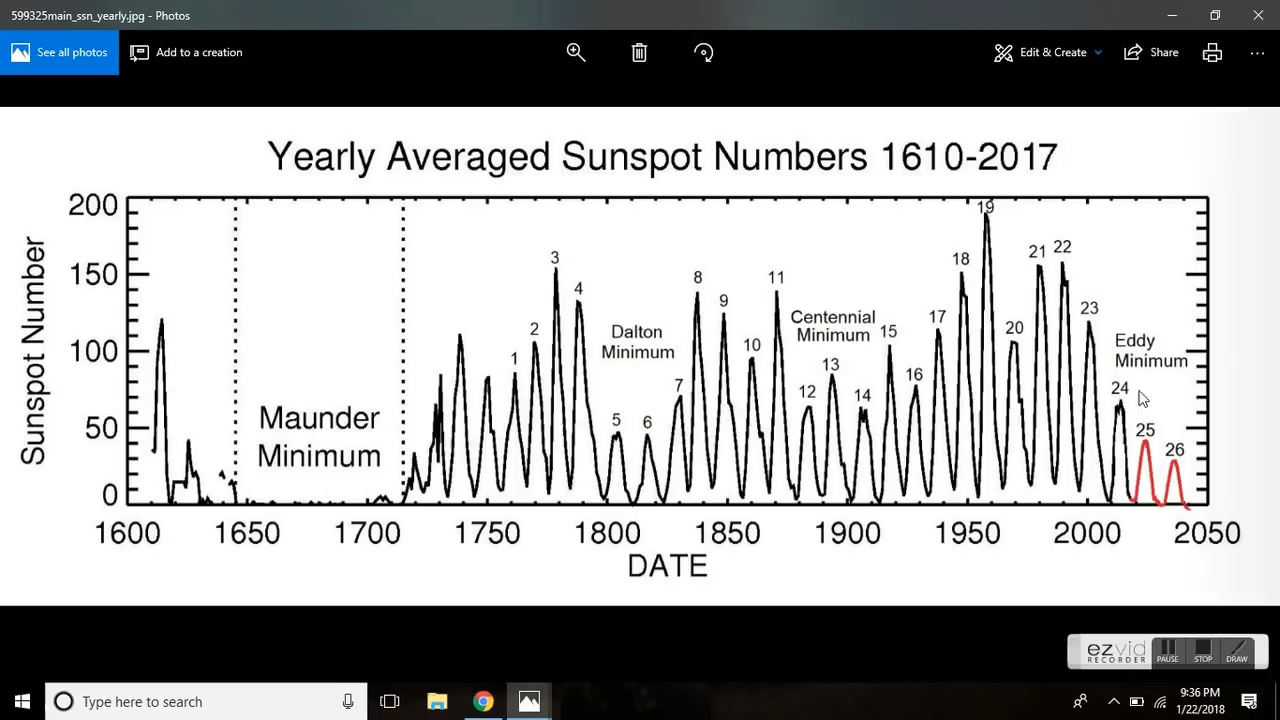 599325main_ssn_yearly.jpg - Photos
See all photos
Add to a creation
Edit & Create
Share
Yearly Averaged Sunspot Numbers 1610-2017
Sunspot Number
200
150
100
50
0
Maunder
Minimum
1
2
3
4
Dalton
Minimum
5
6
7
8
9
10
11
Centennial
Minimum
12
13
14
15
16
17
18
19
20
21
22
23
Eddy
Minimum
24
25
26
1600
1650
1700
1750
1800
1850
1900
1950
2000
2050
DATE
ezvid
RECORDER
PAUSE
STOP
DRAW
Type here to search
9:36 PM
1/22/2018